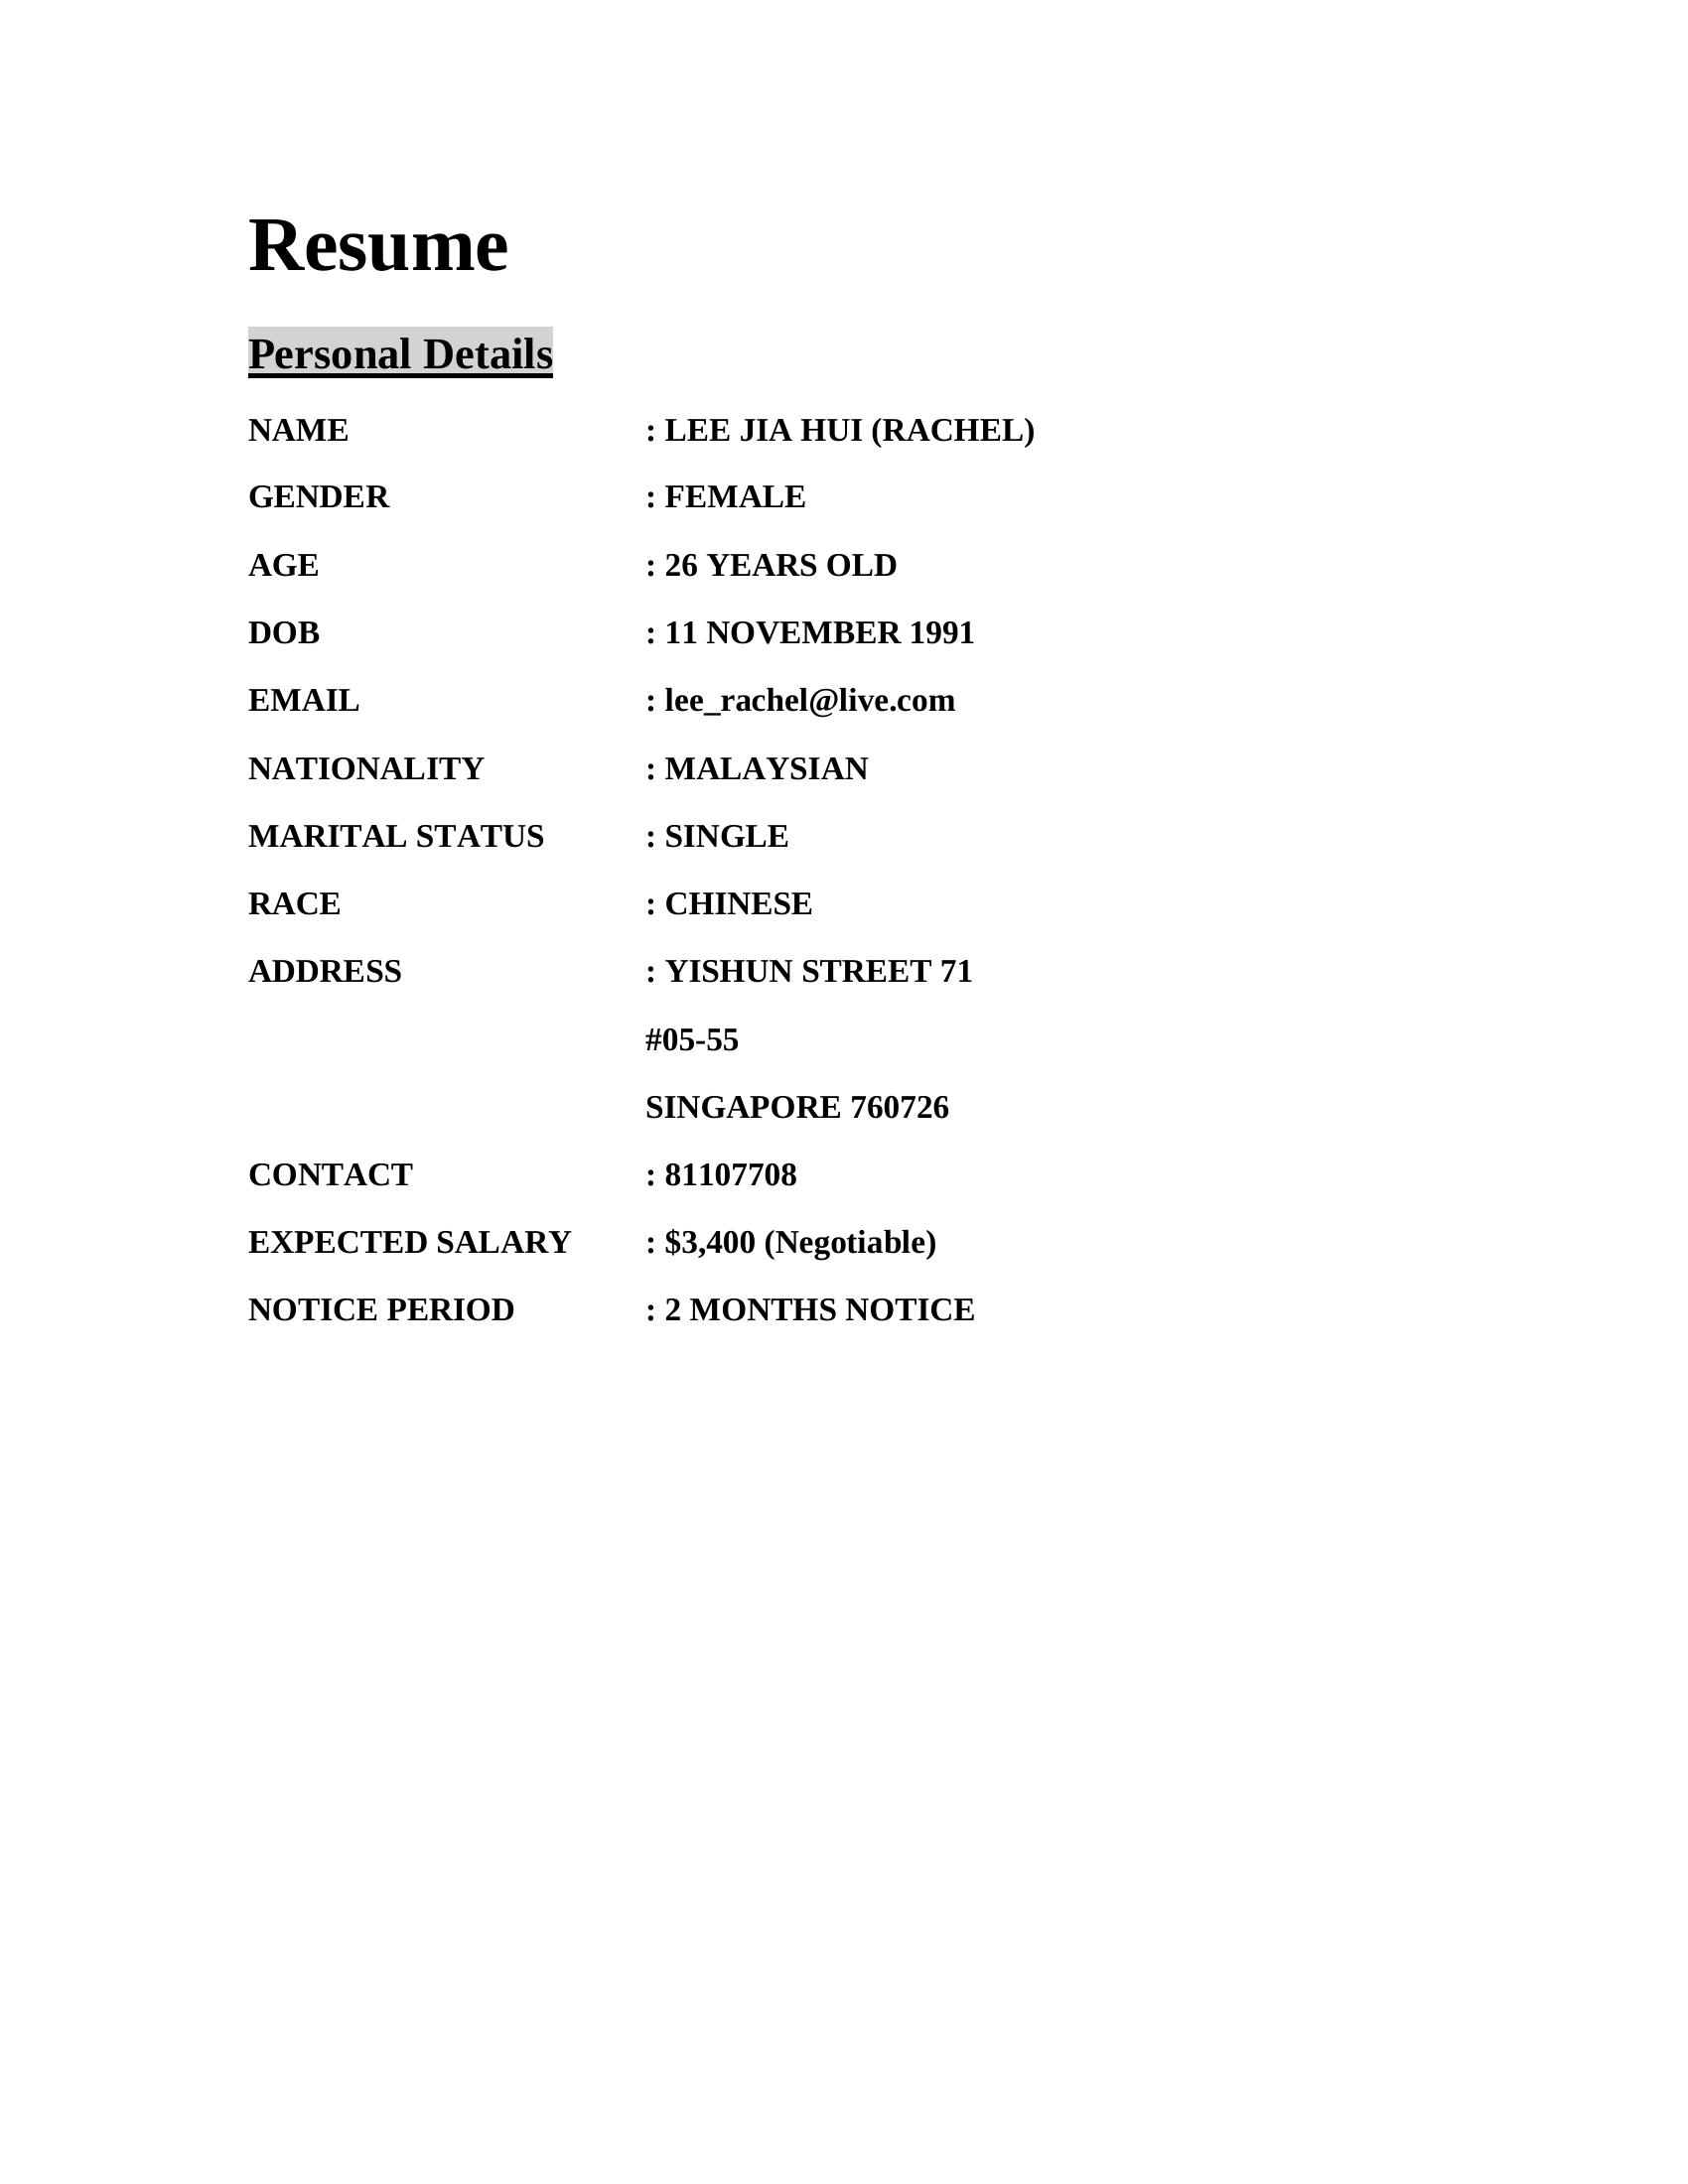 Resume
Personal Details
NAME : LEE JIA HUI (RACHEL)
GENDER : FEMALE
AGE : 26 YEARS OLD
DOB : 11 NOVEMBER 1991
EMAIL : lee_rachel@live.com
NATIONALITY : MALAYSIAN
MARITAL STATUS : SINGLE
RACE : CHINESE
ADDRESS : YISHUN STREET 71
#05-55
SINGAPORE 760726
CONTACT : 81107708
EXPECTED SALARY : $3,400 (Negotiable)
NOTICE PERIOD : 2 MONTHS NOTICE